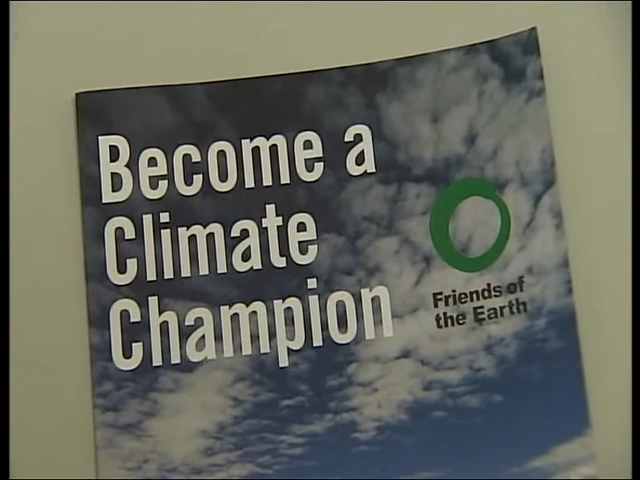 Become a
Climate
Champion
Friends of
the Earth